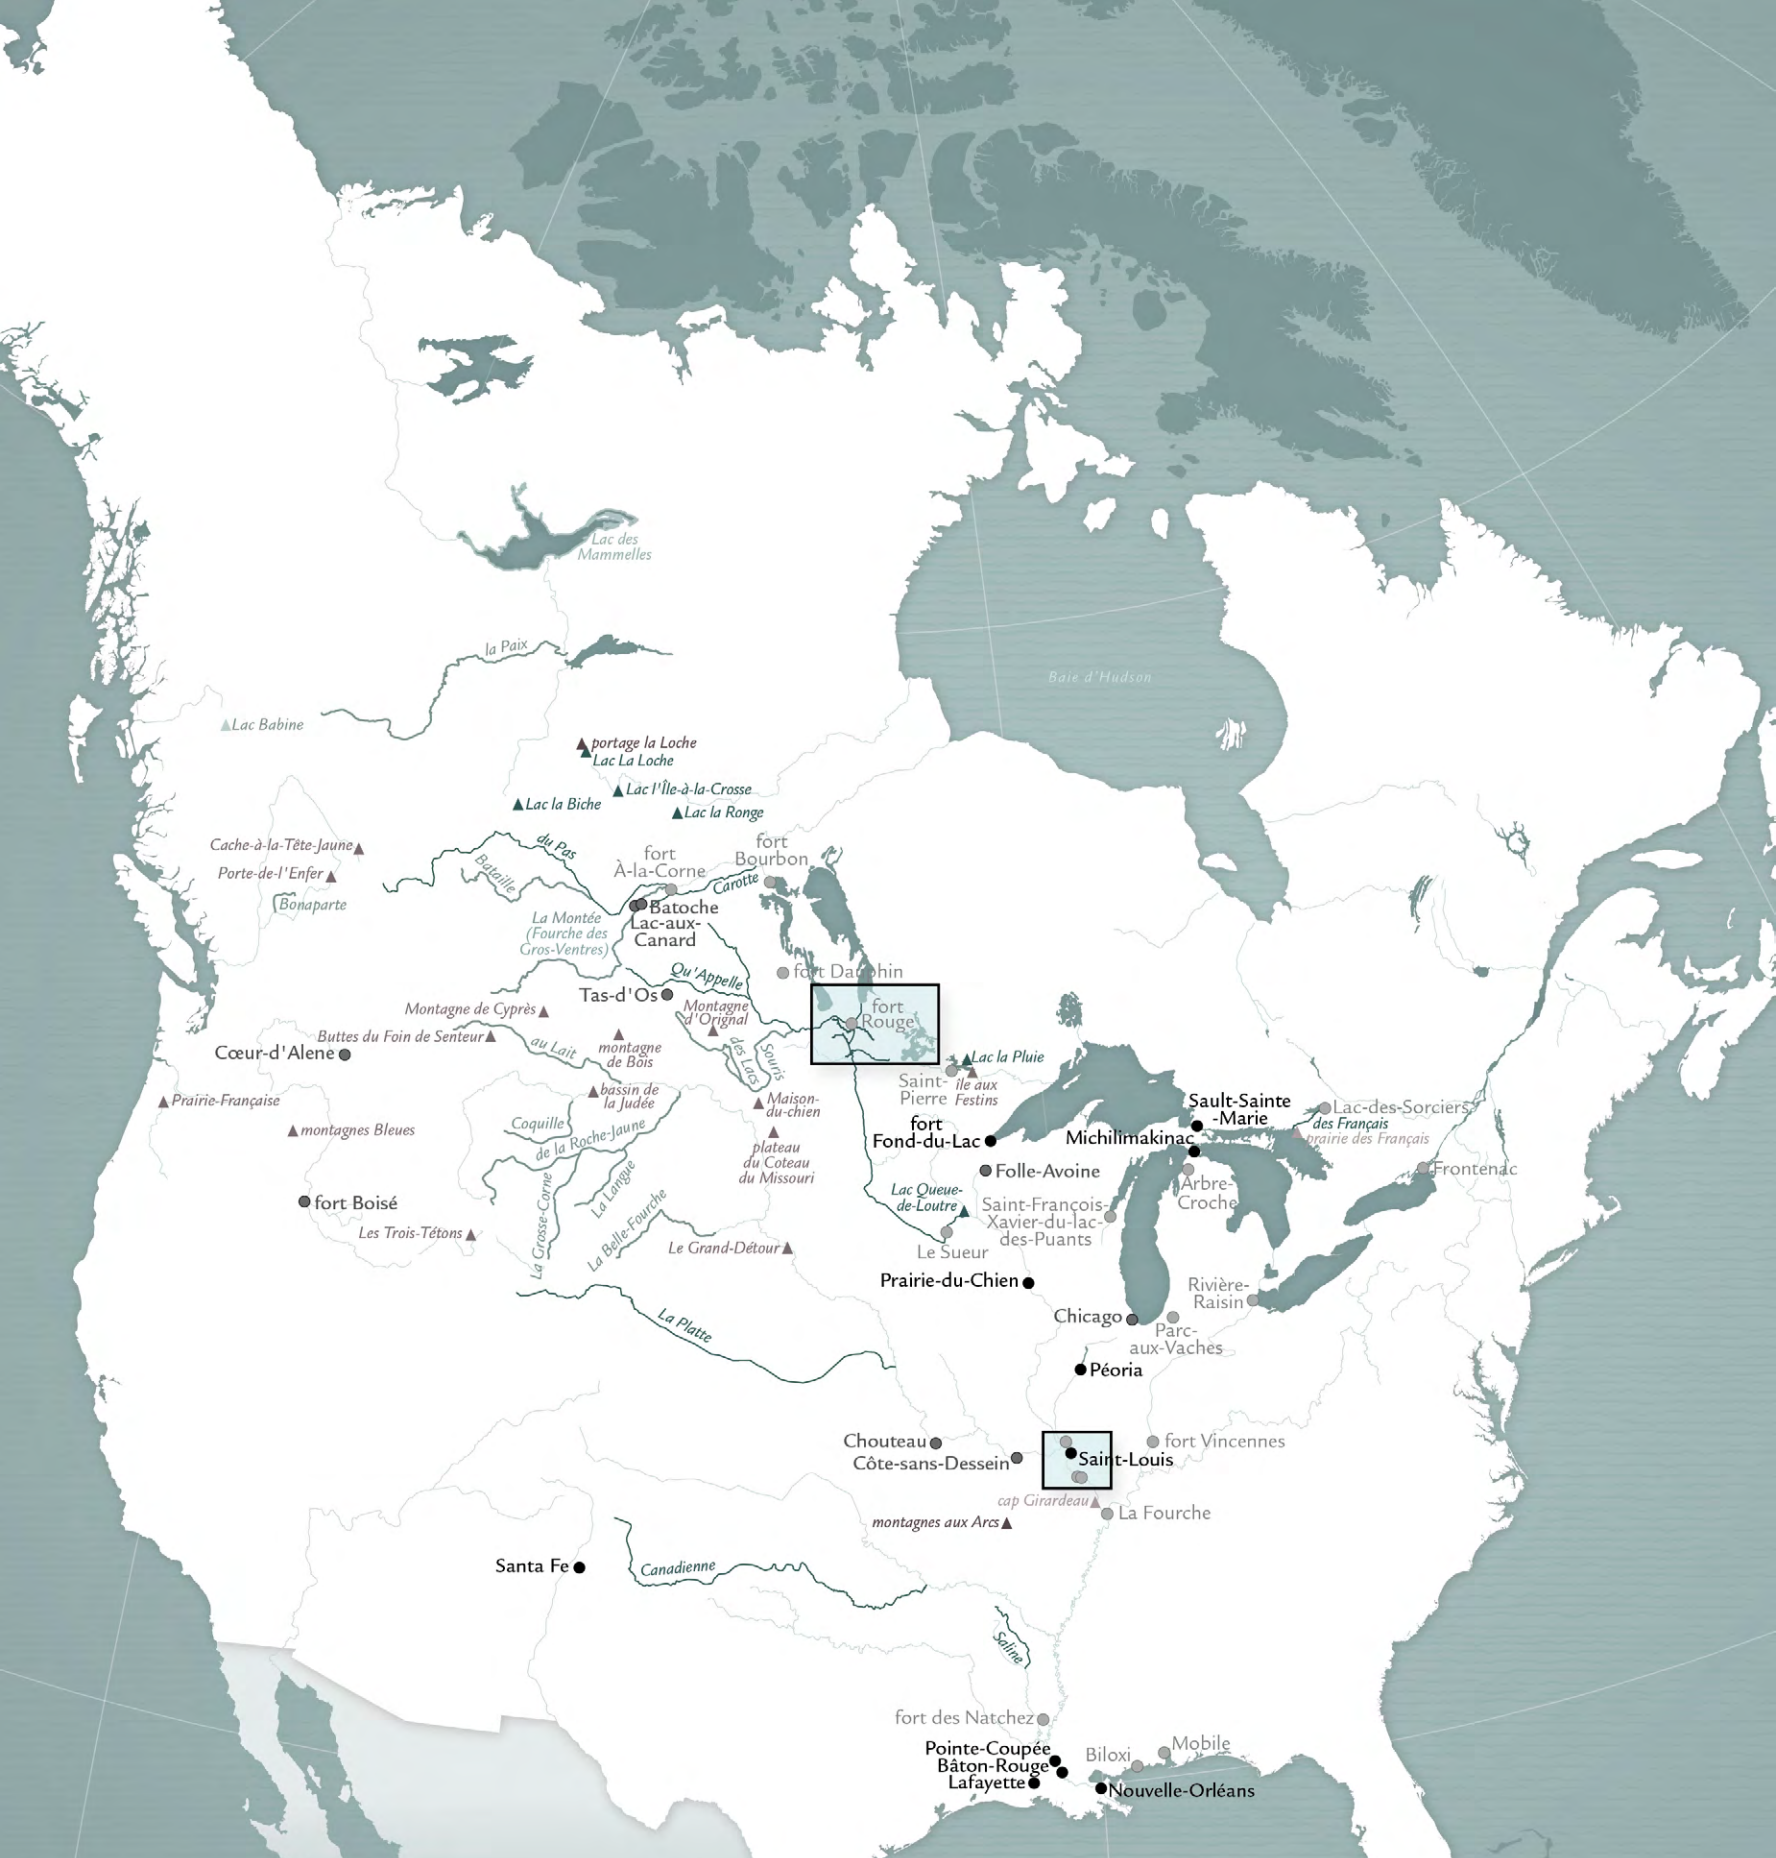 Lac des
Mammelles
la Paix
Baie d'Hudson
Lac Babine
portage la Loche
Lac La Loche
Lac l'Île-à-la-Crosse
Lac la Biche
Lac la Ronge
Cache-à-la-Tête-Jaune
Porte-de-l'Enfer
Bonaparte
du Pas
Bataille
fort
À-la-Corne
fort
Bourbon
Carotte
Batoche
Lac-aux-
Canard
La Montée
(Fourche des
Gros-Ventres)
fort Dauphin
Qu'Appelle
Tas-d'Os
Montagne
d'Orignal
fort
Rouge
Montagne de Cyprès
Buttes du Foin de Senteur
au Lait
montagne
de Bois
des Lacs
Souris
Cœur-d'Alene
Lac la Pluie
Saint-
Pierre
île aux
Festins
Prairie-Française
bassin de
la Judée
Maison-
du-chien
Sault-Sainte
-Marie
Lac-des-Sorciers
des Français
prairie des Français
montagnes Bleues
Coquille
de la Roche-Jaune
plateau
du Coteau
du Missouri
fort
Fond-du-Lac
Michilimakinac
Folle-Avoine
Frontenac
Arbre-
Croche
fort Boisé
La Grosse-Corne
La Langue
La Belle-Fourche
Lac Queue-
de-Loutre
Saint-François-
Xavier-du-lac-
des-Puants
Les Trois-Tétons
Le Grand-Détour
Le Sueur
Prairie-du-Chien
Rivière-
Raisin
Chicago
Parc-
aux-Vaches
La Platte
Péoria
Chouteau
Côte-sans-Dessein
Saint-Louis
fort Vincennes
cap Girardeau
La Fourche
montagnes aux Arcs
Santa Fe
Canadienne
Saline
fort des Natchez
Pointe-Coupée
Bâton-Rouge
Lafayette
Biloxi
Mobile
Nouvelle-Orléans